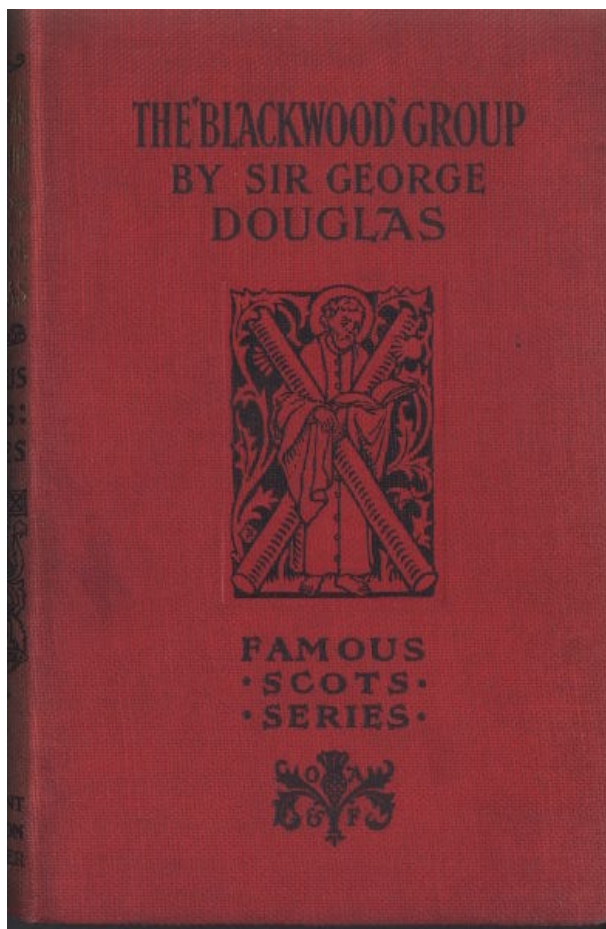 THE 'BLACKWOOD' GROUP
BY SIR GEORGE
DOUGLAS
FAMOUS
·SCOTS·
·SERIES·
O A
& F